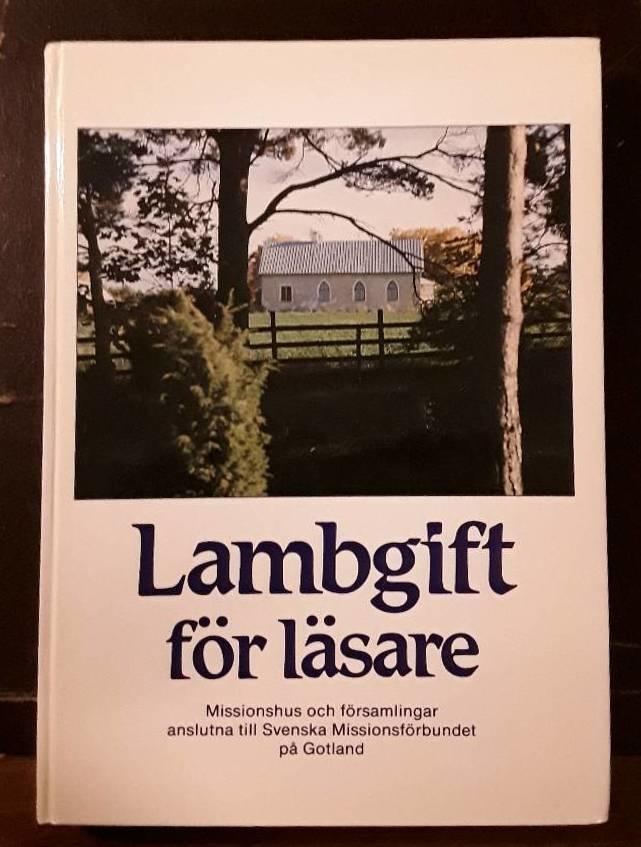 Lambgift
för läsare
Missionshus och församlingar
anslutna till Svenska Missionsförbundet
på Gotland